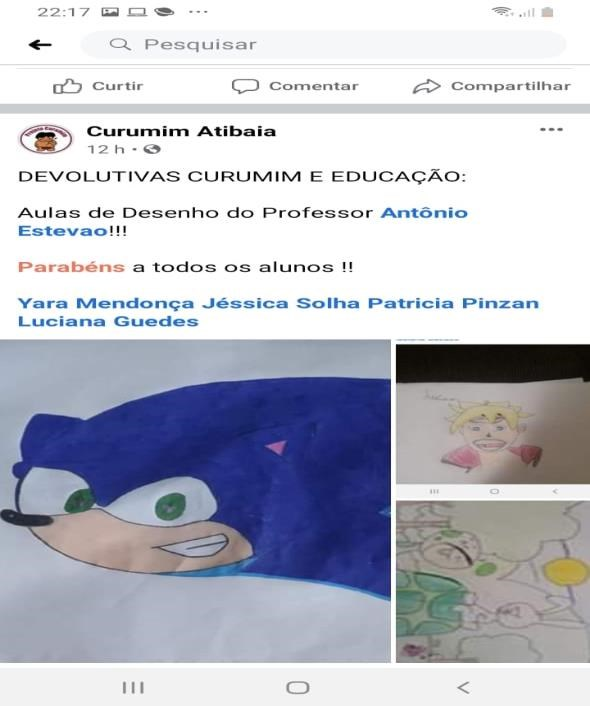 22:17
Pesquisar
Curtir
Comentar
Compartilhar
Curumim Atibaia
12 h
DEVOLUTIVAS CURUMIM E EDUCAÇÃO:
Aulas de Desenho do Professor Antônio
Estevao!!!
Parabéns a todos os alunos !!
Yara Mendonça Jéssica Solha Patricia Pinzan
Luciana Guedes